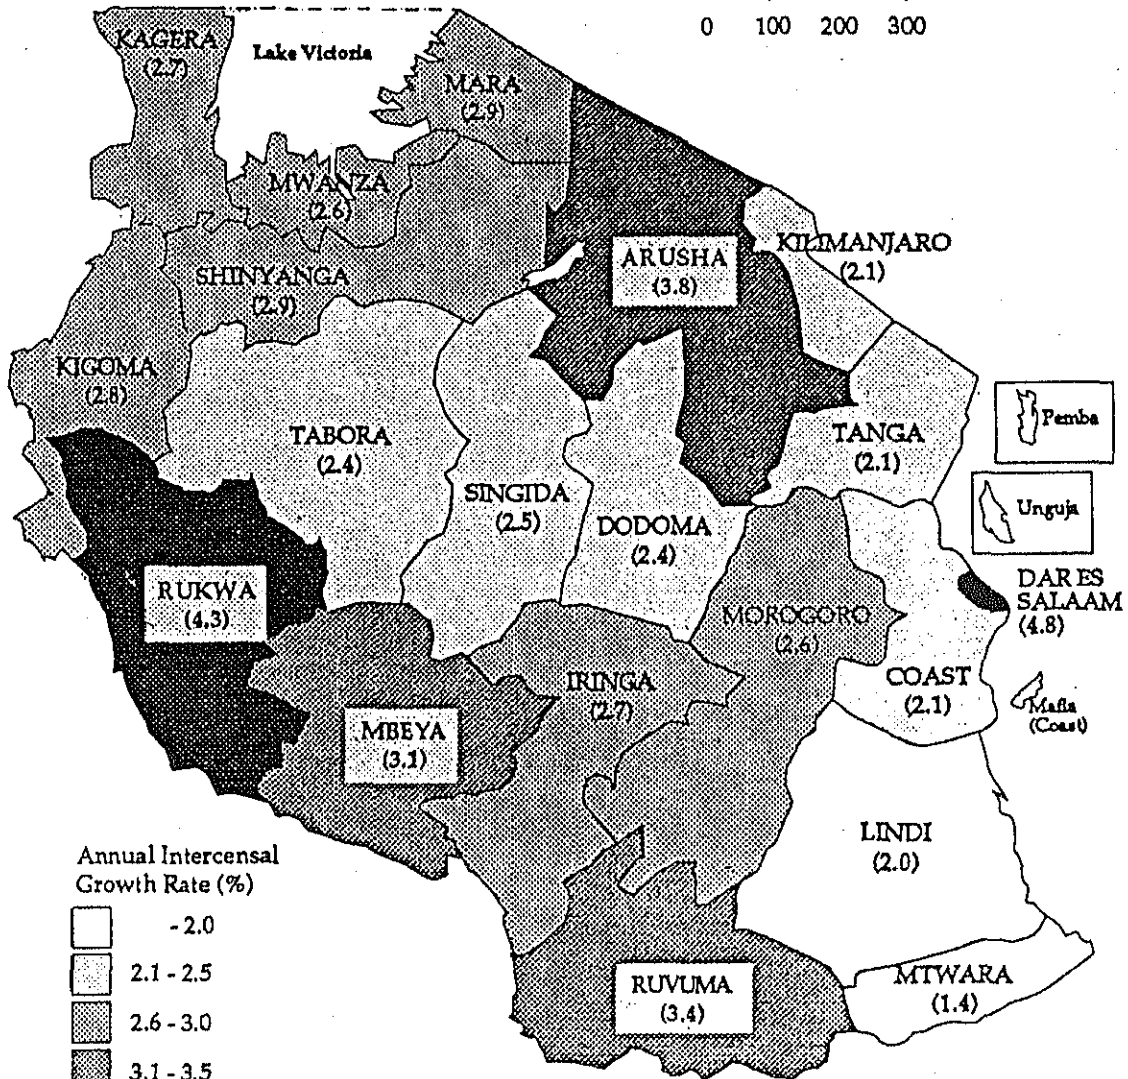 0 100 200 300
KAGERA
(2.7)
Lake Victoria
MARA
(2.9)
MWANZA
(2.6)
SHINYANGA
(2.9)
ARUSHA
(3.8)
KILIMANJARO
(2.1)
KIGOMA
(2.8)
TABORA
(2.4)
SINGIDA
(2.5)
DODOMA
(2.4)
TANGA
(2.1)
Pemba
Unguja
RUKWA
(4.3)
DAR ES
SALAAM
(4.8)
MOROGORO
(2.6)
COAST
(2.1)
Mafia
(Coast)
IRINGA
(2.7)
MBEYA
(3.1)
LINDI
(2.0)
RUVUMA
(3.4)
MTWARA
(1.4)
Annual Intercensal
Growth Rate (%)
- 2.0
2.1 - 2.5
2.6 - 3.0
3.1 - 3.5